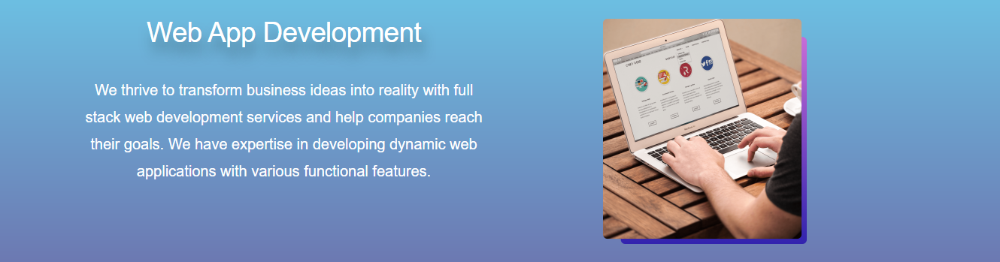 Web App Development
We thrive to transform business ideas into reality with full
stack web development services and help companies reach
their goals. We have expertise in developing dynamic web
applications with various functional features.